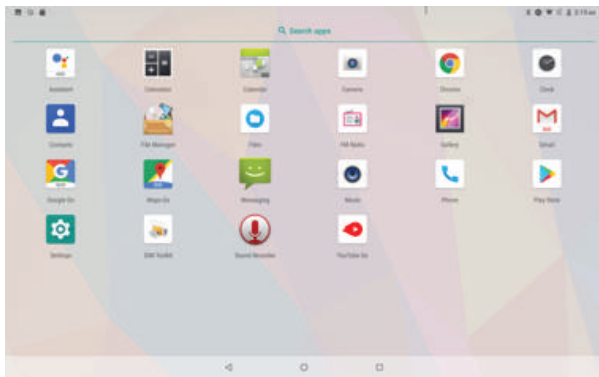 Search apps
Assistant Calculator Calendar Camera Chrome Clock
Contacts File Manager Files FM Radio Gallery Gmail
Google Go Maps Go Messaging Music Phone Play Store
Settings SIM Toolkit Sound Recorder YouTube Go